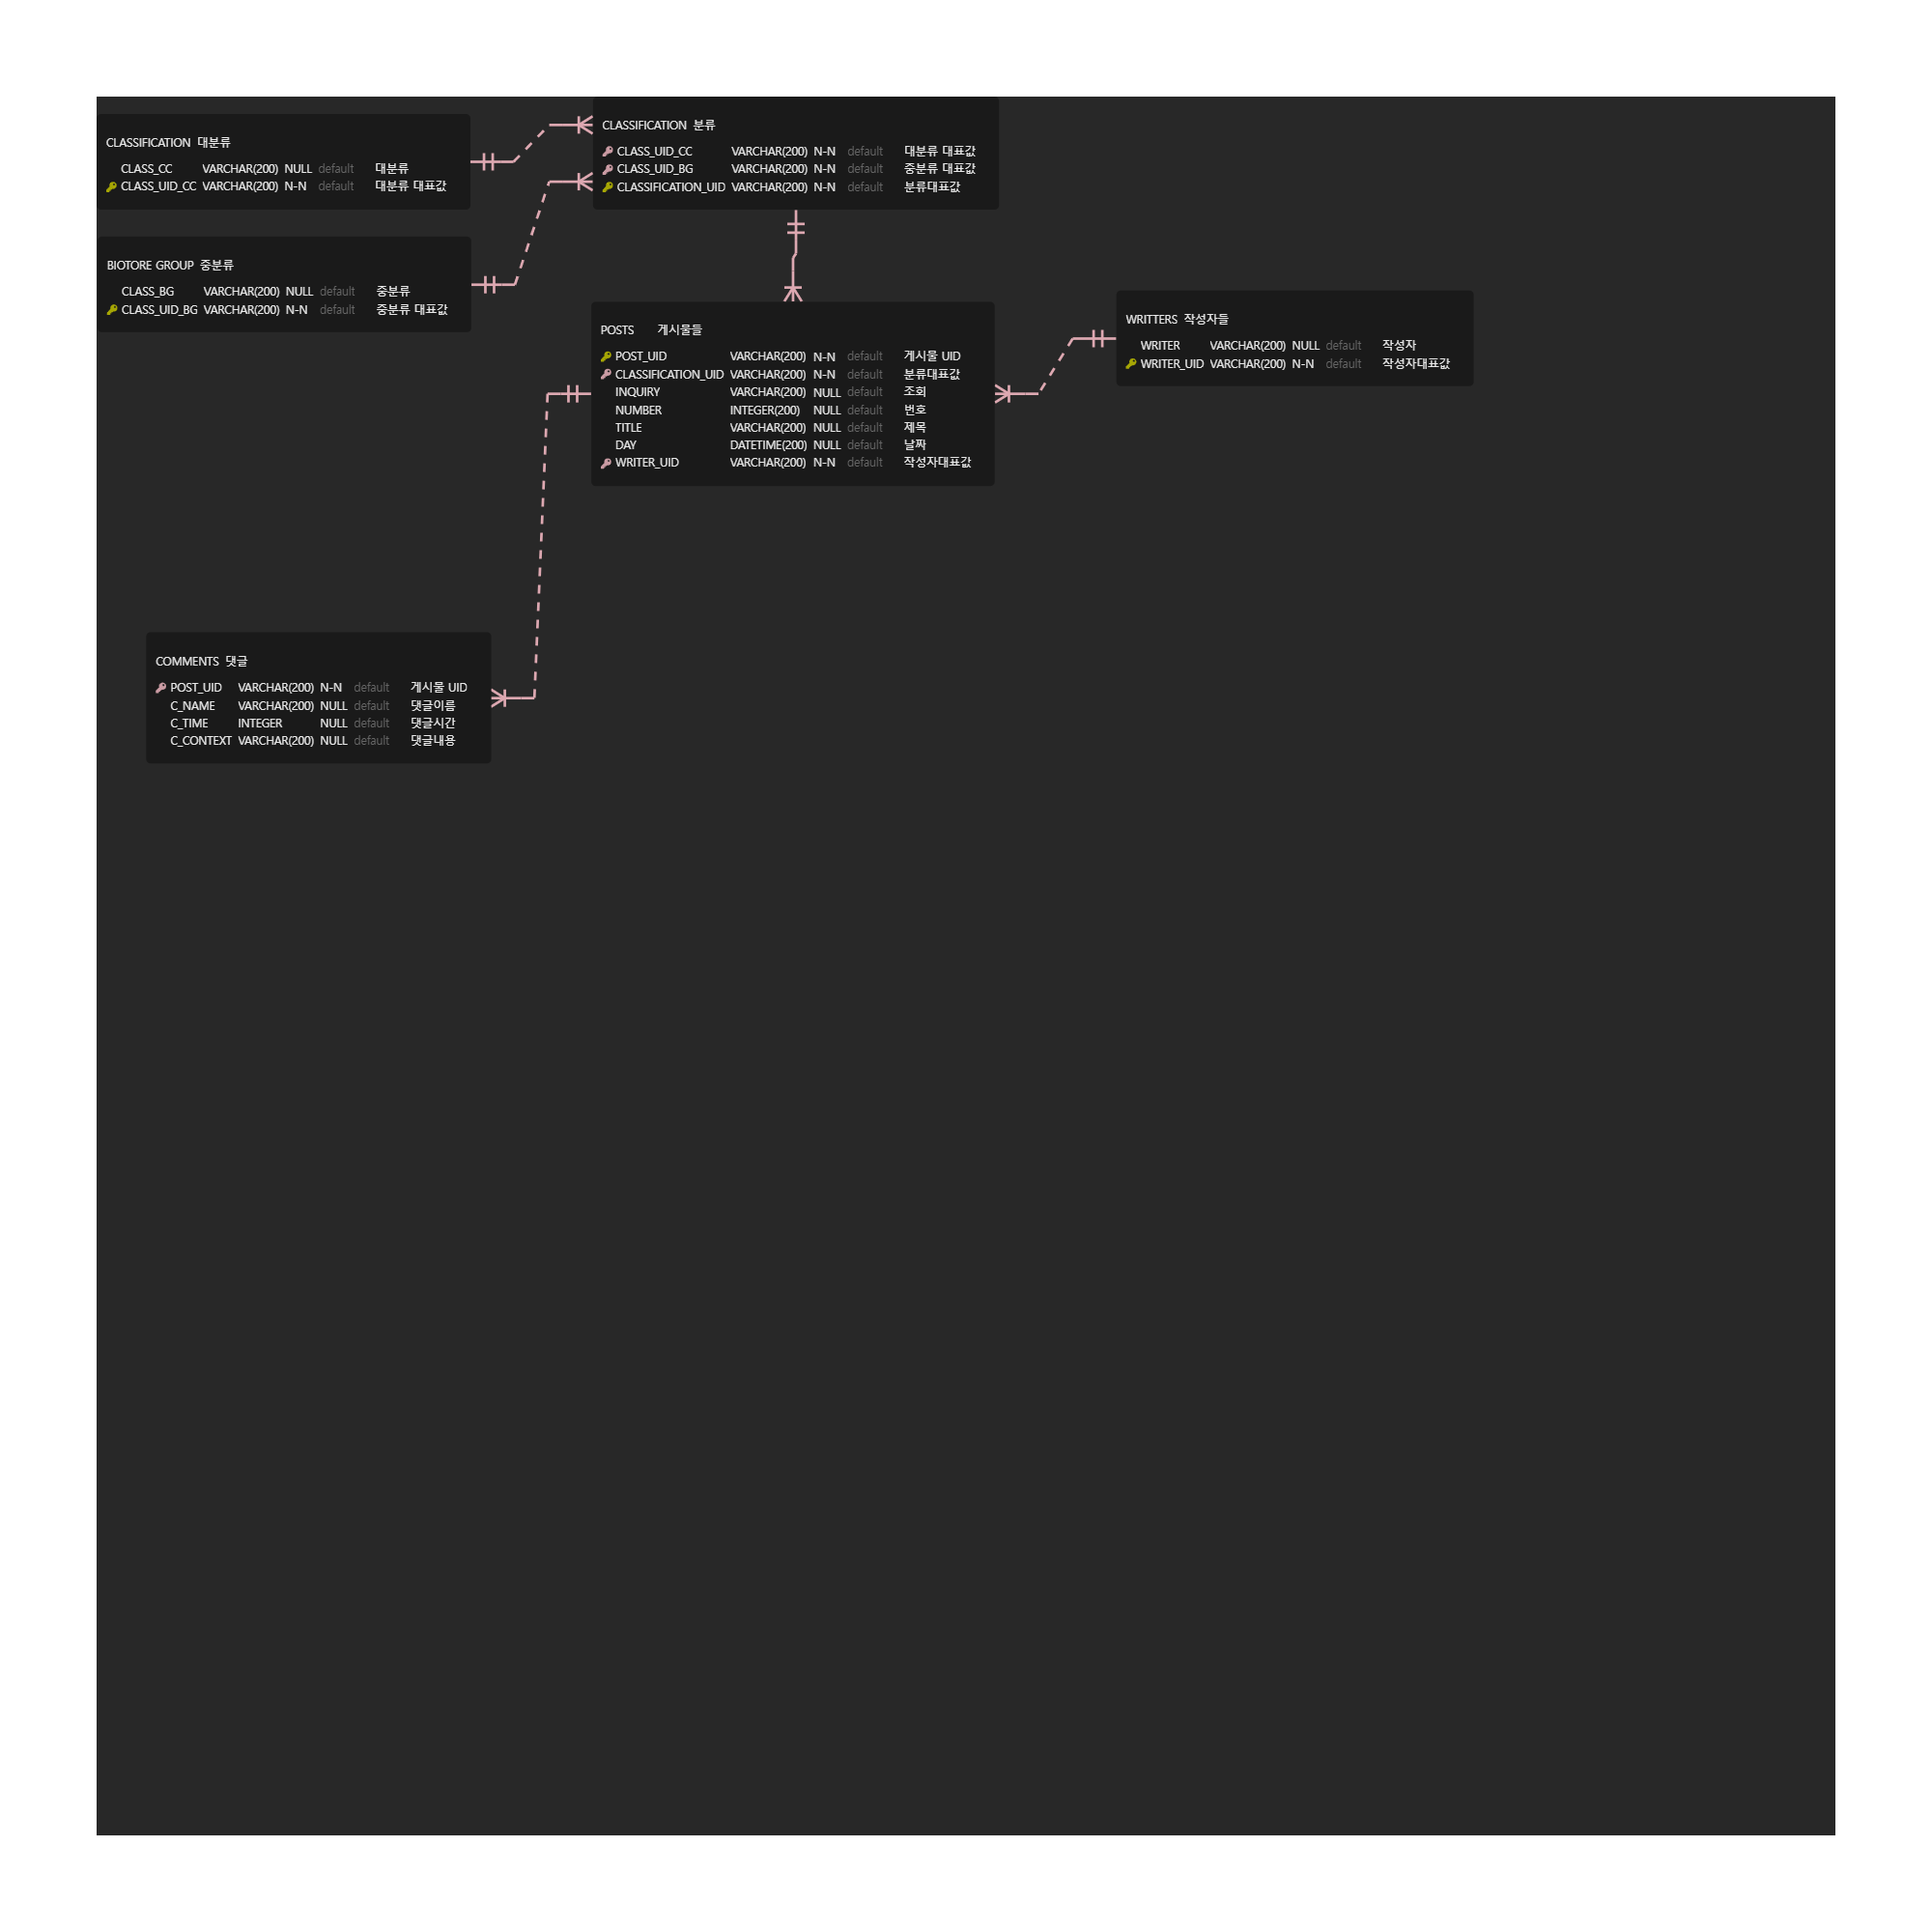 CLASSIFICATION 대분류
CLASS_CC VARCHAR(200) NULL default 대분류
CLASS_UID_CC VARCHAR(200) N-N default 대분류 대표값
BIOTORE GROUP 중분류
CLASS_BG VARCHAR(200) NULL default 중분류
CLASS_UID_BG VARCHAR(200) N-N default 중분류 대표값
CLASSIFICATION 분류
CLASS_UID_CC VARCHAR(200) N-N default 대분류 대표값
CLASS_UID_BG VARCHAR(200) N-N default 중분류 대표값
CLASSIFICATION_UID VARCHAR(200) N-N default 분류대표값
POSTS 게시물들
POST_UID VARCHAR(200) N-N default 게시물 UID
CLASSIFICATION_UID VARCHAR(200) N-N default 분류대표값
INQUIRY VARCHAR(200) NULL default 조회
NUMBER INTEGER(200) NULL default 번호
TITLE VARCHAR(200) NULL default 제목
DAY DATETIME(200) NULL default 날짜
WRITER_UID VARCHAR(200) N-N default 작성자대표값
WRITTERS 작성자들
WRITER VARCHAR(200) NULL default 작성자
WRITER_UID VARCHAR(200) N-N default 작성자대표값
COMMENTS 댓글
POST_UID VARCHAR(200) N-N default 게시물 UID
C_NAME VARCHAR(200) NULL default 댓글이름
C_TIME INTEGER NULL default 댓글시간
C_CONTEXT VARCHAR(200) NULL default 댓글내용